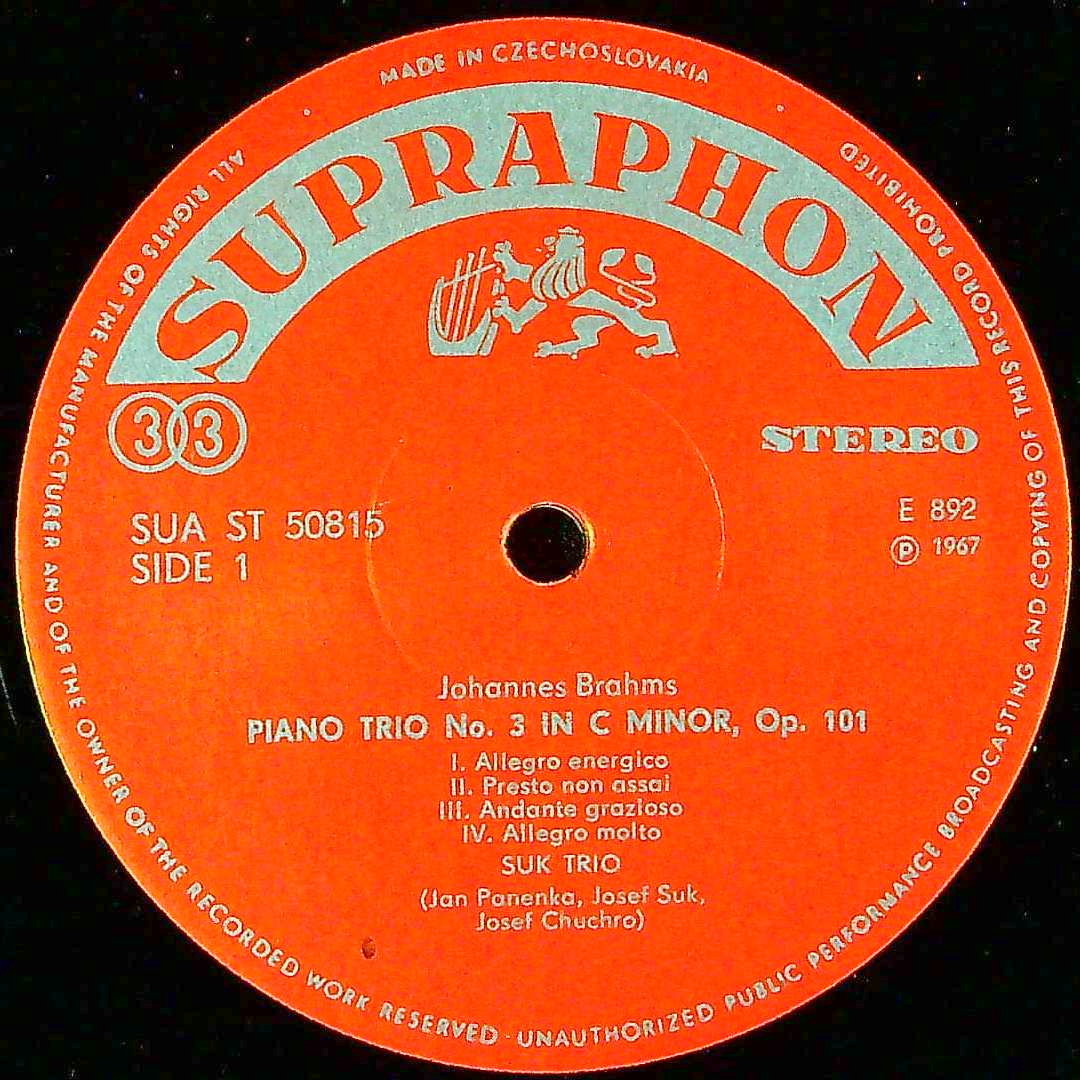 MADE IN CZECHOSLOVAKIA
SUPRAPHON
33
STEREO
SUA ST 50815
SIDE 1
E 892
Ⓟ 1967
Johannes Brahms
PIANO TRIO No. 3 IN C MINOR, Op. 101
I. Allegro energico
II. Presto non assai
III. Andante grazioso
IV. Allegro molto
SUK TRIO
(Jan Panenka, Josef Suk,
Josef Chuchro)
ALL RIGHTS OF THE MANUFACTURER AND OF THE OWNER OF THE RECORDED WORK RESERVED · UNAUTHORIZED PUBLIC PERFORMANCE BROADCASTING AND COPYING OF THIS RECORD PROHIBITED